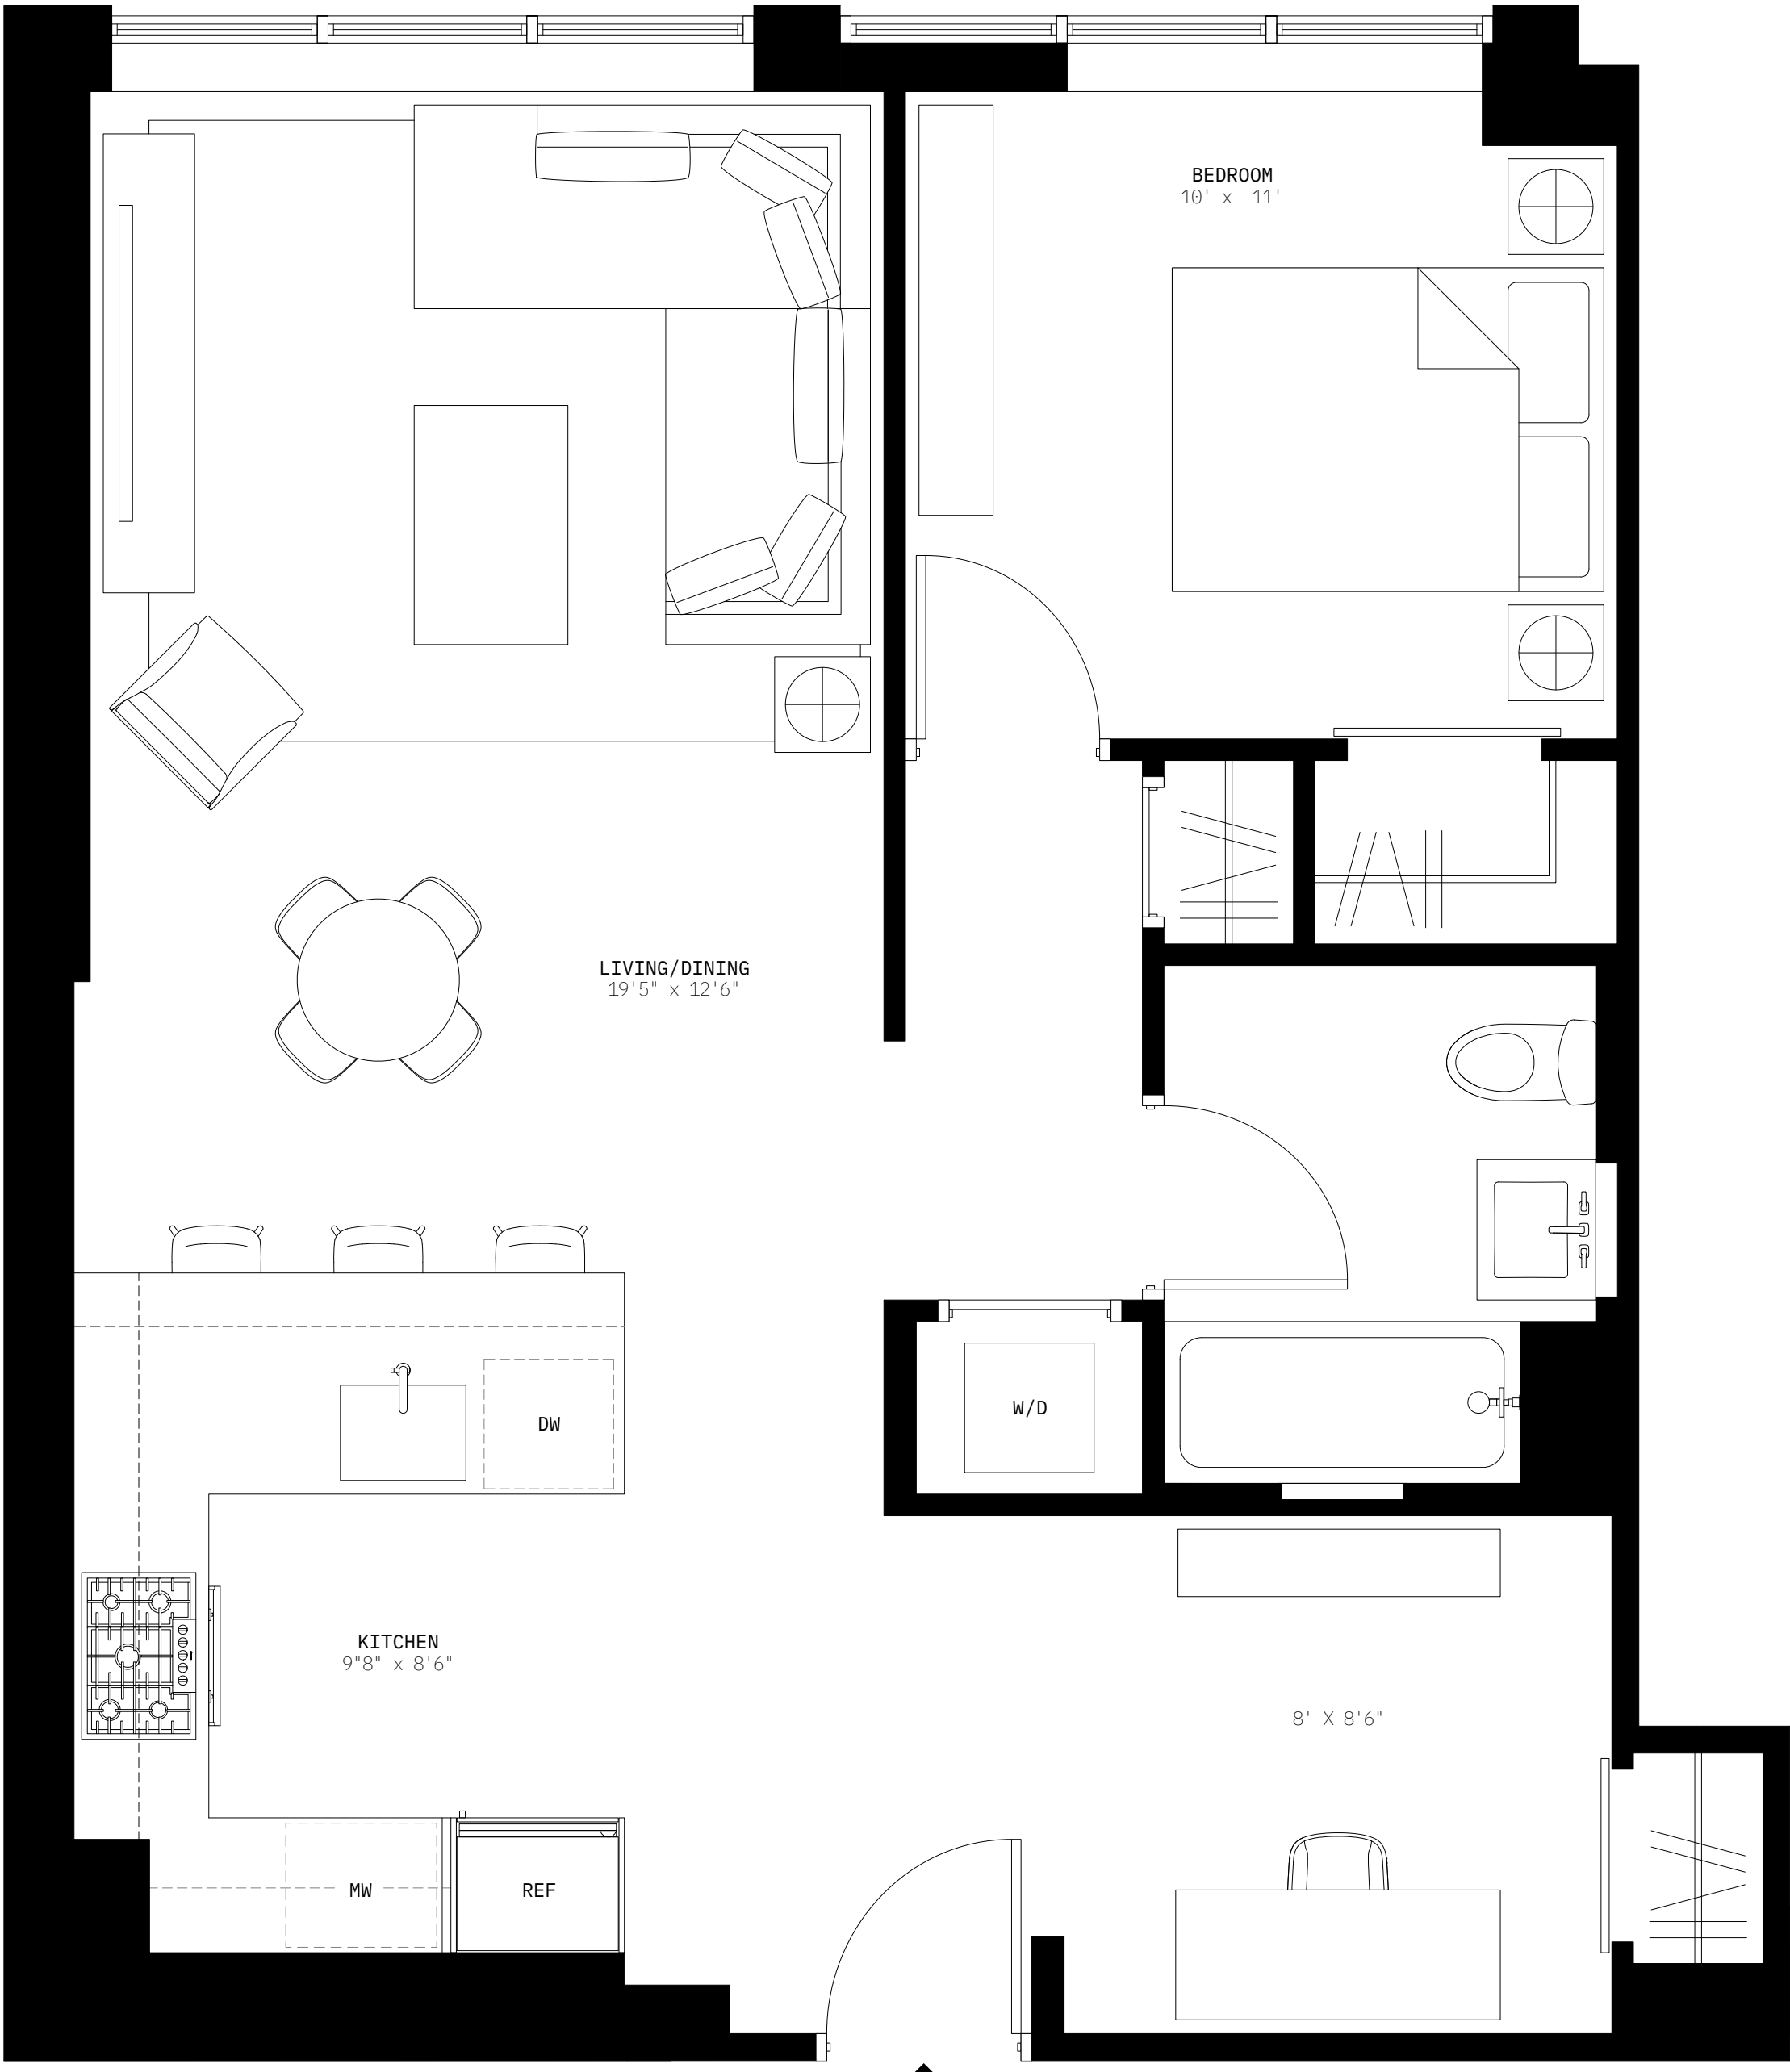 BEDROOM
10' x 11'
LIVING/DINING
19'5" x 12'6"
DW
W/D
KITCHEN
9"8" x 8'6"
8' X 8'6"
MW
REF